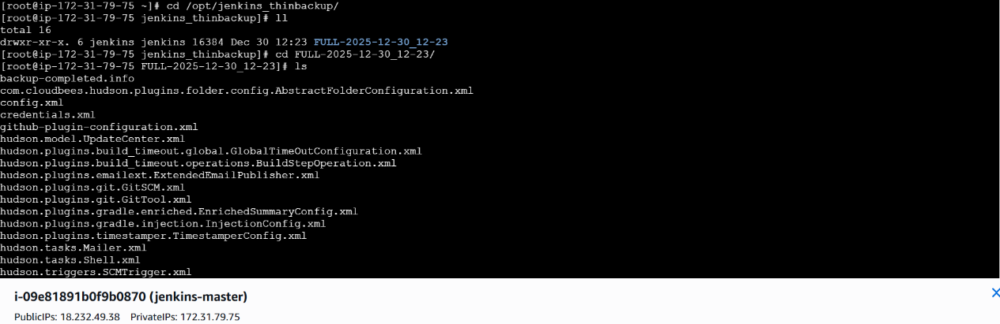 [root@ip-172-31-79-75 ~]# cd /opt/jenkins_thinbackup/
[root@ip-172-31-79-75 jenkins_thinbackup]# ll
total 16
drwxr-xr-x. 6 jenkins jenkins 16384 Dec 30 12:23 FULL-2025-12-30_12-23
[root@ip-172-31-79-75 jenkins_thinbackup]# cd FULL-2025-12-30_12-23/
[root@ip-172-31-79-75 FULL-2025-12-30_12-23]# ls
backup-completed.info
com.cloudbees.hudson.plugins.folder.config.AbstractFolderConfiguration.xml
config.xml
credentials.xml
github-plugin-configuration.xml
hudson.model.UpdateCenter.xml
hudson.plugins.build_timeout.global.GlobalTimeOutConfiguration.xml
hudson.plugins.build_timeout.operations.BuildStepOperation.xml
hudson.plugins.emailext.ExtendedEmailPublisher.xml
hudson.plugins.git.GitSCM.xml
hudson.plugins.git.GitTool.xml
hudson.plugins.gradle.enriched.EnrichedSummaryConfig.xml
hudson.plugins.gradle.injection.InjectionConfig.xml
hudson.plugins.timestamper.TimestamperConfig.xml
hudson.tasks.Mailer.xml
hudson.tasks.Shell.xml
hudson.triggers.SCMTrigger.xml
i-09e81891b0f9b0870 (jenkins-master)
PublicIPs: 18.232.49.38 PrivateIPs: 172.31.79.75